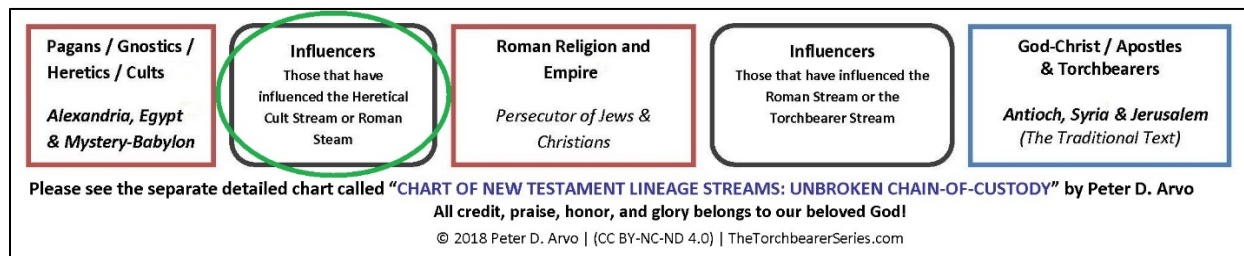 Pagans / Gnostics /
Heretics / Cults
Alexandria, Egypt
& Mystery-Babylon
Influencers
Those that have
influenced the Heretical
Cult Stream or Roman
Steam
Roman Religion and
Empire
Persecutor of Jews &
Christians
Influencers
Those that have influenced the
Roman Stream or the
Torchbearer Stream
God-Christ / Apostles
& Torchbearers
Antioch, Syria & Jerusalem
(The Traditional Text)
Please see the separate detailed chart called “CHART OF NEW TESTAMENT LINEAGE STREAMS: UNBROKEN CHAIN-OF-CUSTODY” by Peter D. Arvo
All credit, praise, honor, and glory belongs to our beloved God!
© 2018 Peter D. Arvo | (CC BY-NC-ND 4.0) | TheTorchbearerSeries.com